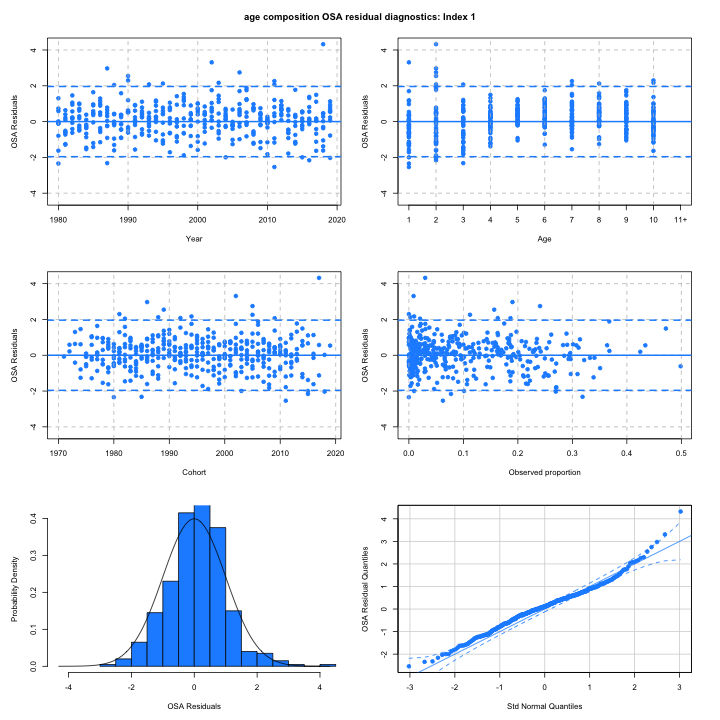 age composition OSA residual diagnostics: Index 1
OSA Residuals
4
2
0
-2
-4
1980 1990 2000 2010 2020
Year
OSA Residuals
4
2
0
-2
-4
1 2 3 4 5 6 7 8 9 10 11+
Age
OSA Residuals
4
2
0
-2
-4
1970 1980 1990 2000 2010 2020
Cohort
OSA Residuals
4
2
0
-2
-4
0.0 0.1 0.2 0.3 0.4 0.5
Observed proportion
Probability Density
0.4
0.3
0.2
0.1
0.0
-4 -2 0 2 4
OSA Residuals
OSA Residual Quantiles
4
3
2
1
0
-1
-2
-3 -2 -1 0 1 2 3
Std Normal Quantiles